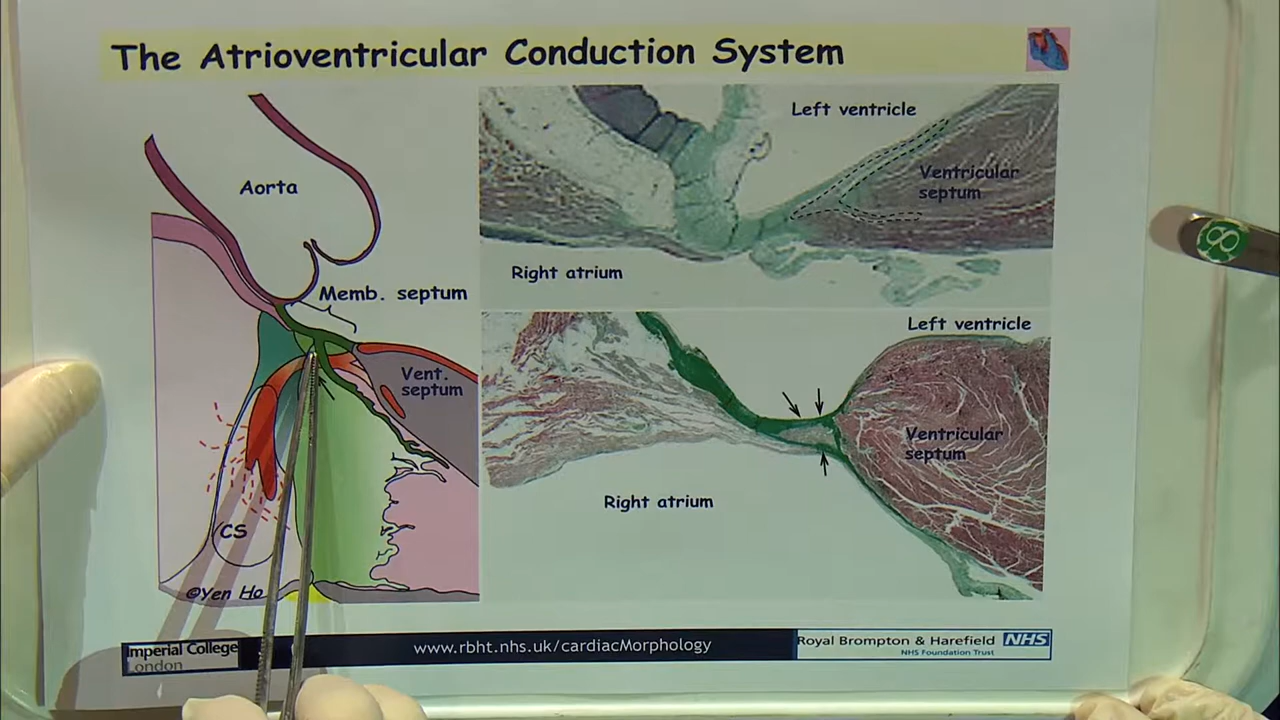 The Atrioventricular Conduction System
Aorta
Memb. septum
Vent.
septum
CS
©Yen Ho
Left ventricle
Ventricular
septum
Right atrium
Left ventricle
Ventricular
septum
Right atrium
8
Imperial College
London
www.rbht.nhs.uk/cardiacMorphology
Royal Brompton & Harefield NHS
NHS Foundation Trust